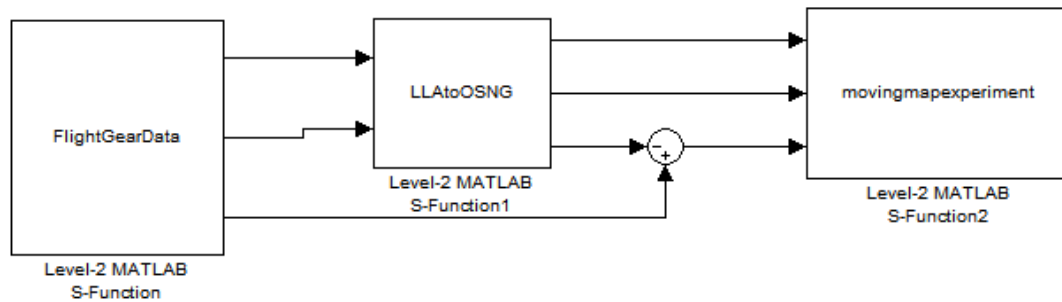 FlightGearData
Level-2 MATLAB
S-Function
LLAtoOSNG
Level-2 MATLAB
S-Function1
−
+
movingmapexperiment
Level-2 MATLAB
S-Function2